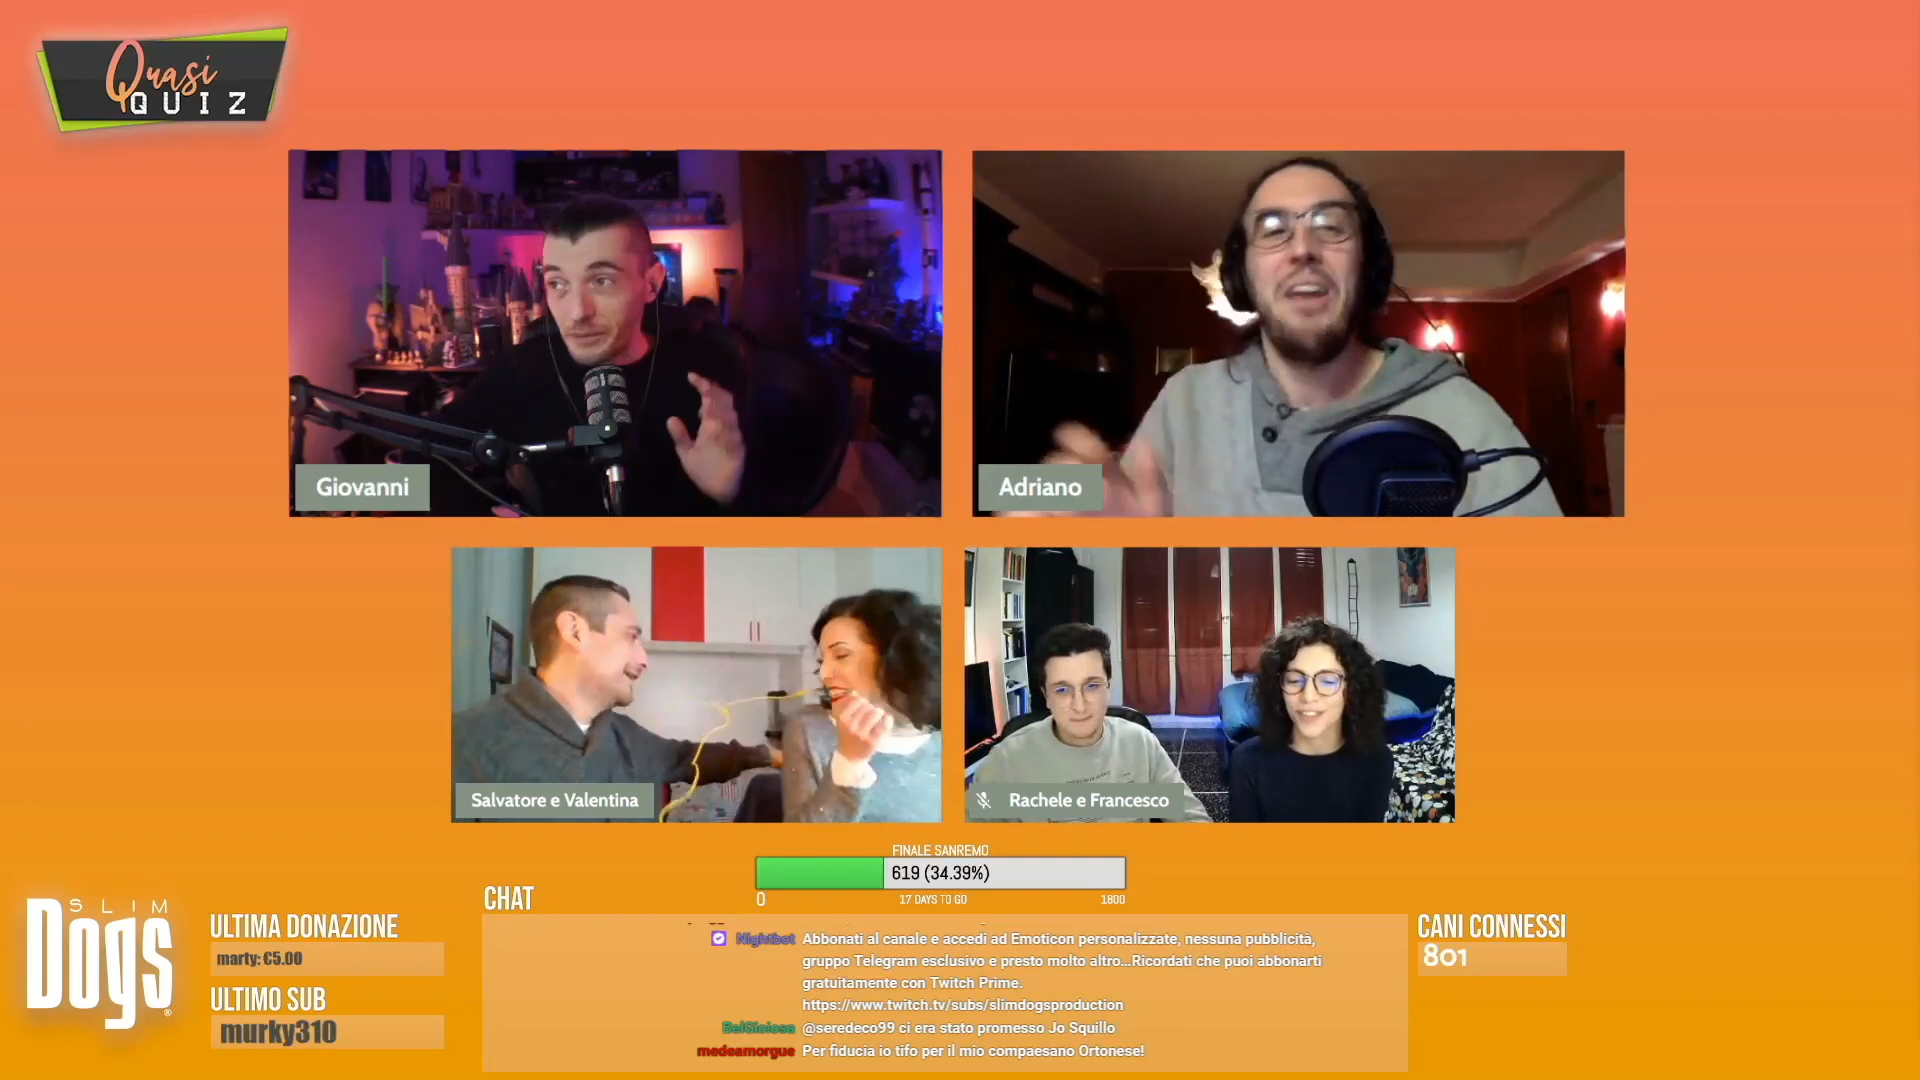 Quasi
QUIZ
Giovanni
Adriano
Salvatore e Valentina
Rachele e Francesco
FINALE SANREMO
619 (34.39%)
0
17 DAYS TO GO
1800
SLIM
Dogs®
ULTIMA DONAZIONE
marty: €5.00
ULTIMO SUB
murky310
CHAT
Nightbot Abbonati al canale e accedi ad Emoticon personalizzate, nessuna pubblicità,
gruppo Telegram esclusivo e presto molto altro...Ricordati che puoi abbonarti
gratuitamente con Twitch Prime.
https://www.twitch.tv/subs/slimdogsproduction
BelGioiosa @seredeco99 ci era stato promesso Jo Squillo
medeamorgue Per fiducia io tifo per il mio compaesano Ortonese!
CANI CONNESSI
801